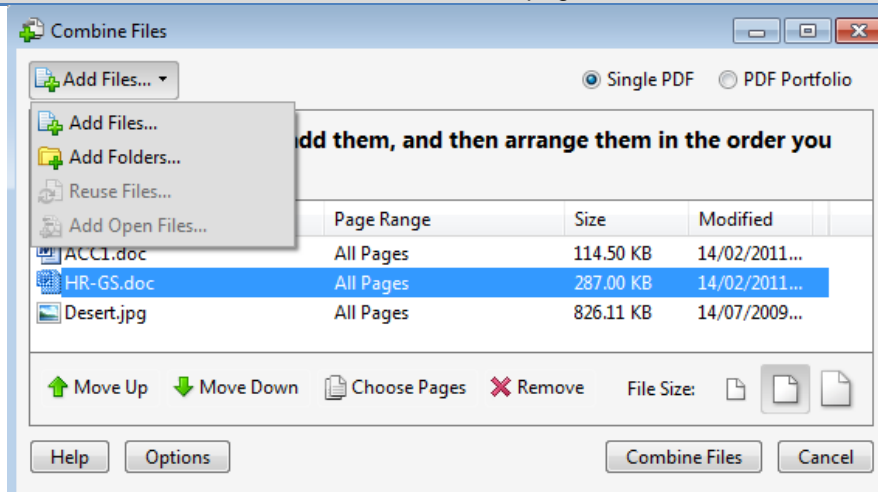 Combine Files
Add Files...
Single PDF PDF Portfolio
Add Files...
add them, and then arrange them in the order you
Add Folders...
Reuse Files...
Add Open Files...
Page Range Size Modified
ACC1.doc All Pages 114.50 KB 14/02/2011...
HR-GS.doc All Pages 287.00 KB 14/02/2011...
Desert.jpg All Pages 826.11 KB 14/07/2009...
Move Up Move Down Choose Pages Remove File Size:
Help Options Combine Files Cancel